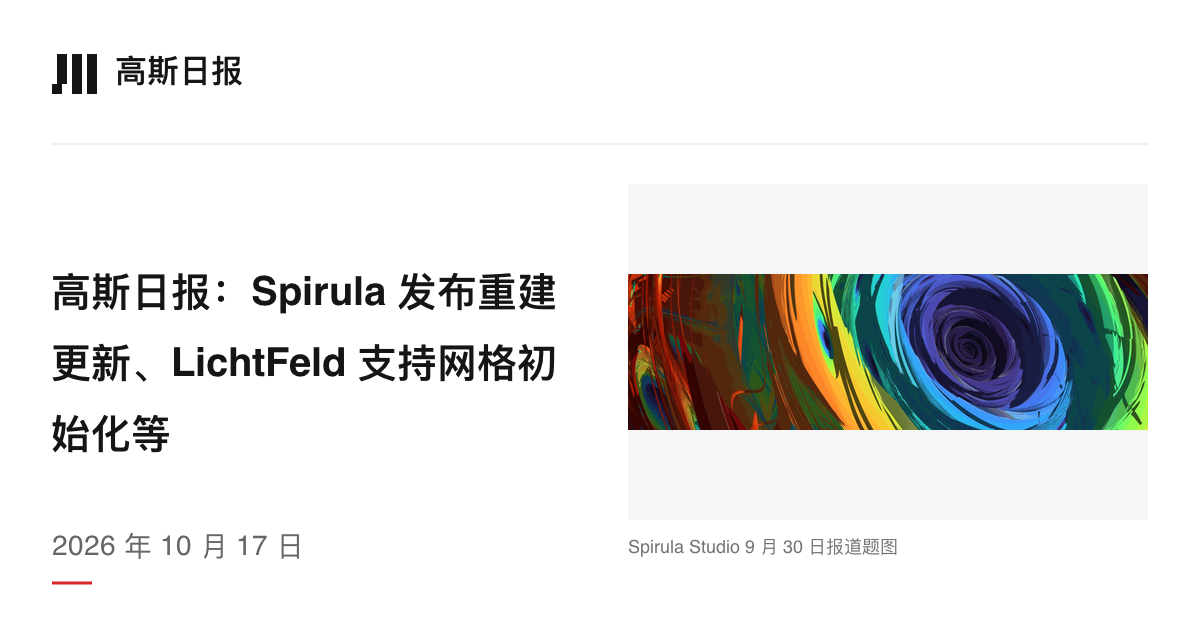 高斯日报
高斯日报：Spirula 发布重建
更新、LichtFeld 支持网格初
始化等
2026 年 10 月 17 日
Spirula Studio 9 月 30 日报道题图